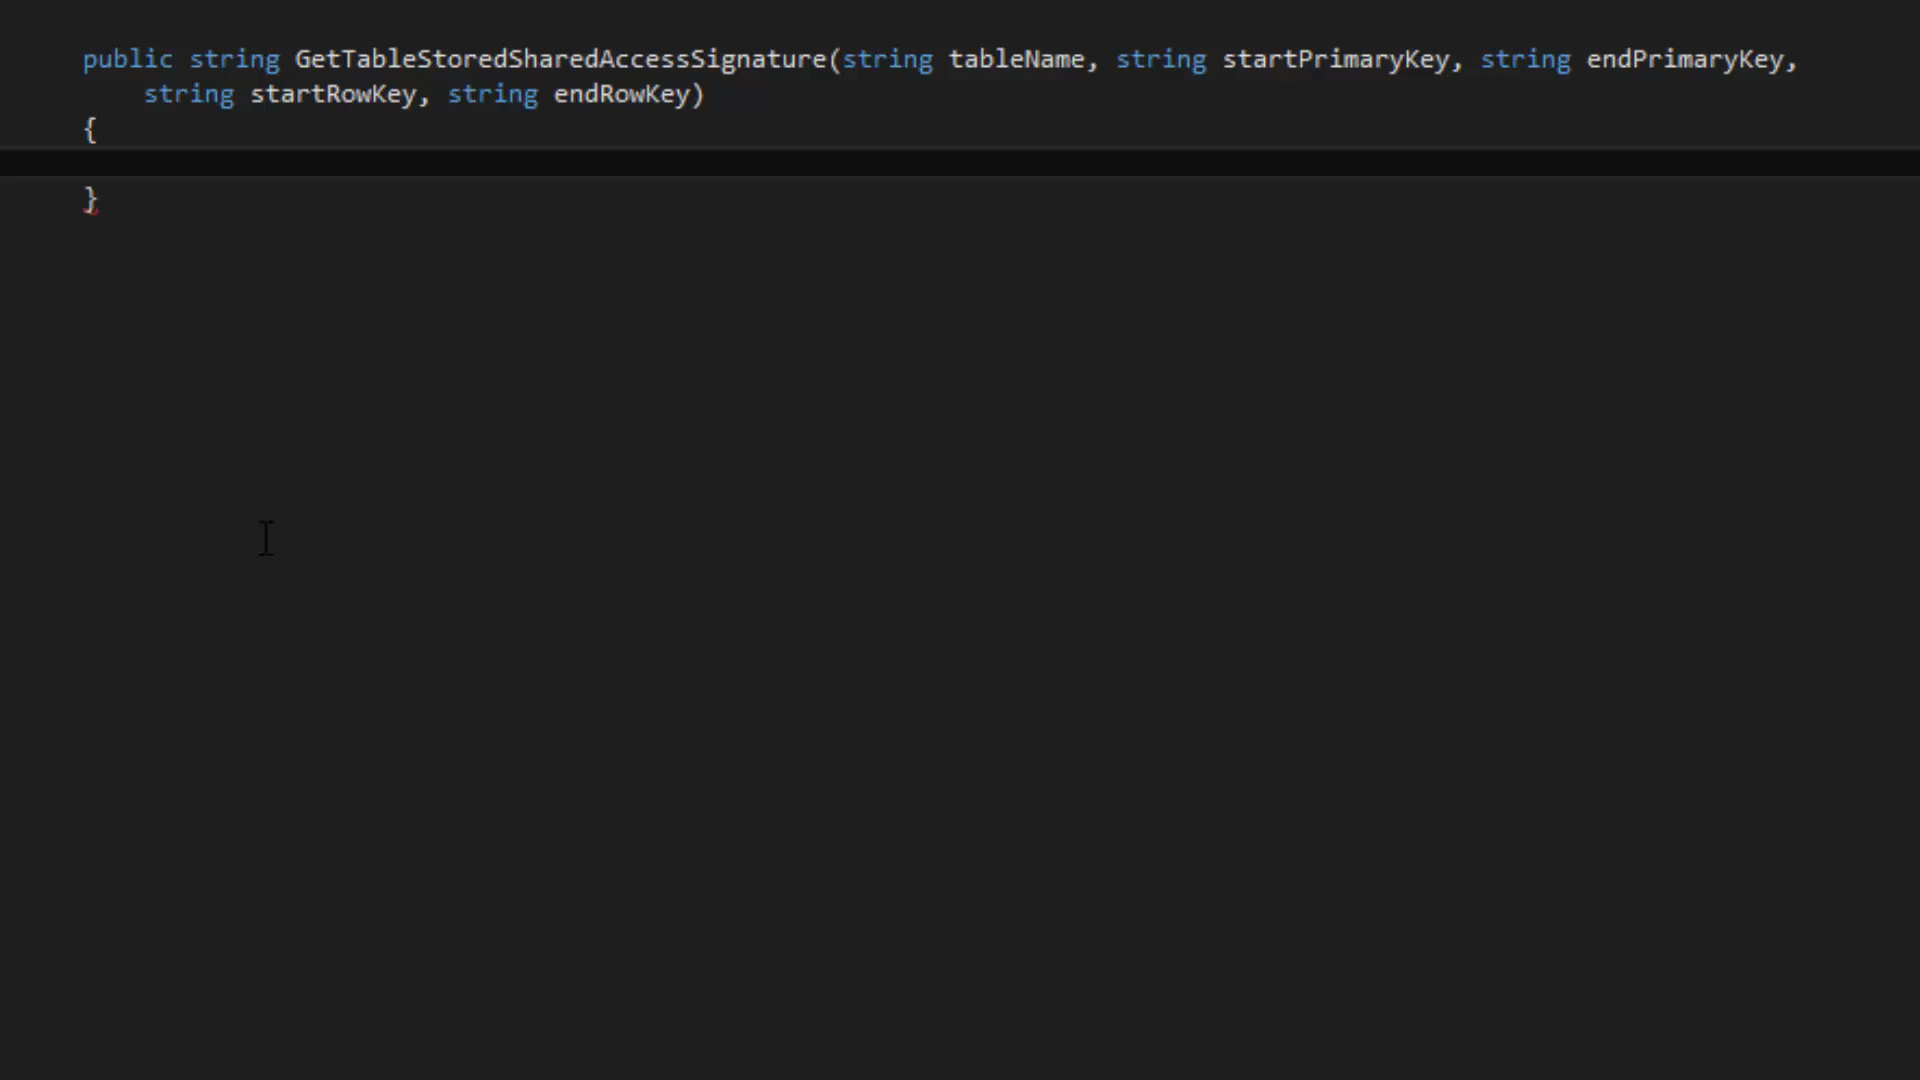 public string GetTableStoredSharedAccessSignature(string tableName, string startPrimaryKey, string endPrimaryKey,
string startRowKey, string endRowKey)
{
}